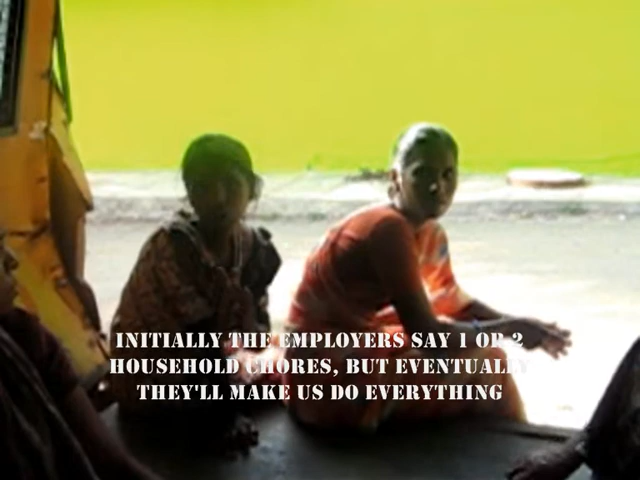 INITIALLY THE EMPLOYERS SAY 1 OR 2
HOUSEHOLD CHORES, BUT EVENTUALLY
THEY'LL MAKE US DO EVERYTHING